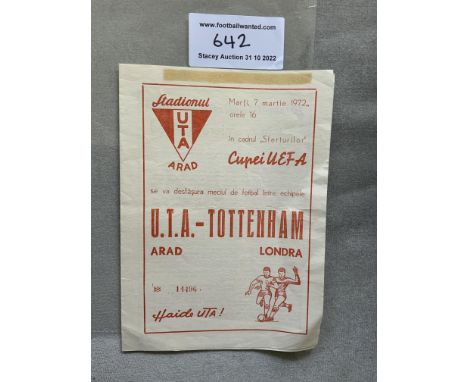 www.footballwanted.com
642
Stacey Auction 31 10 2022
Stadionul
UTA
ARAD
Marți 7 martie 1972,
orele 16
în cadrul „Sferturilor”
Cupei UEFA
se va desfășura meciul de fotbal între echipele
U.T.A.-TOTTENHAM
ARAD LONDRA
14406
Haide UTA!